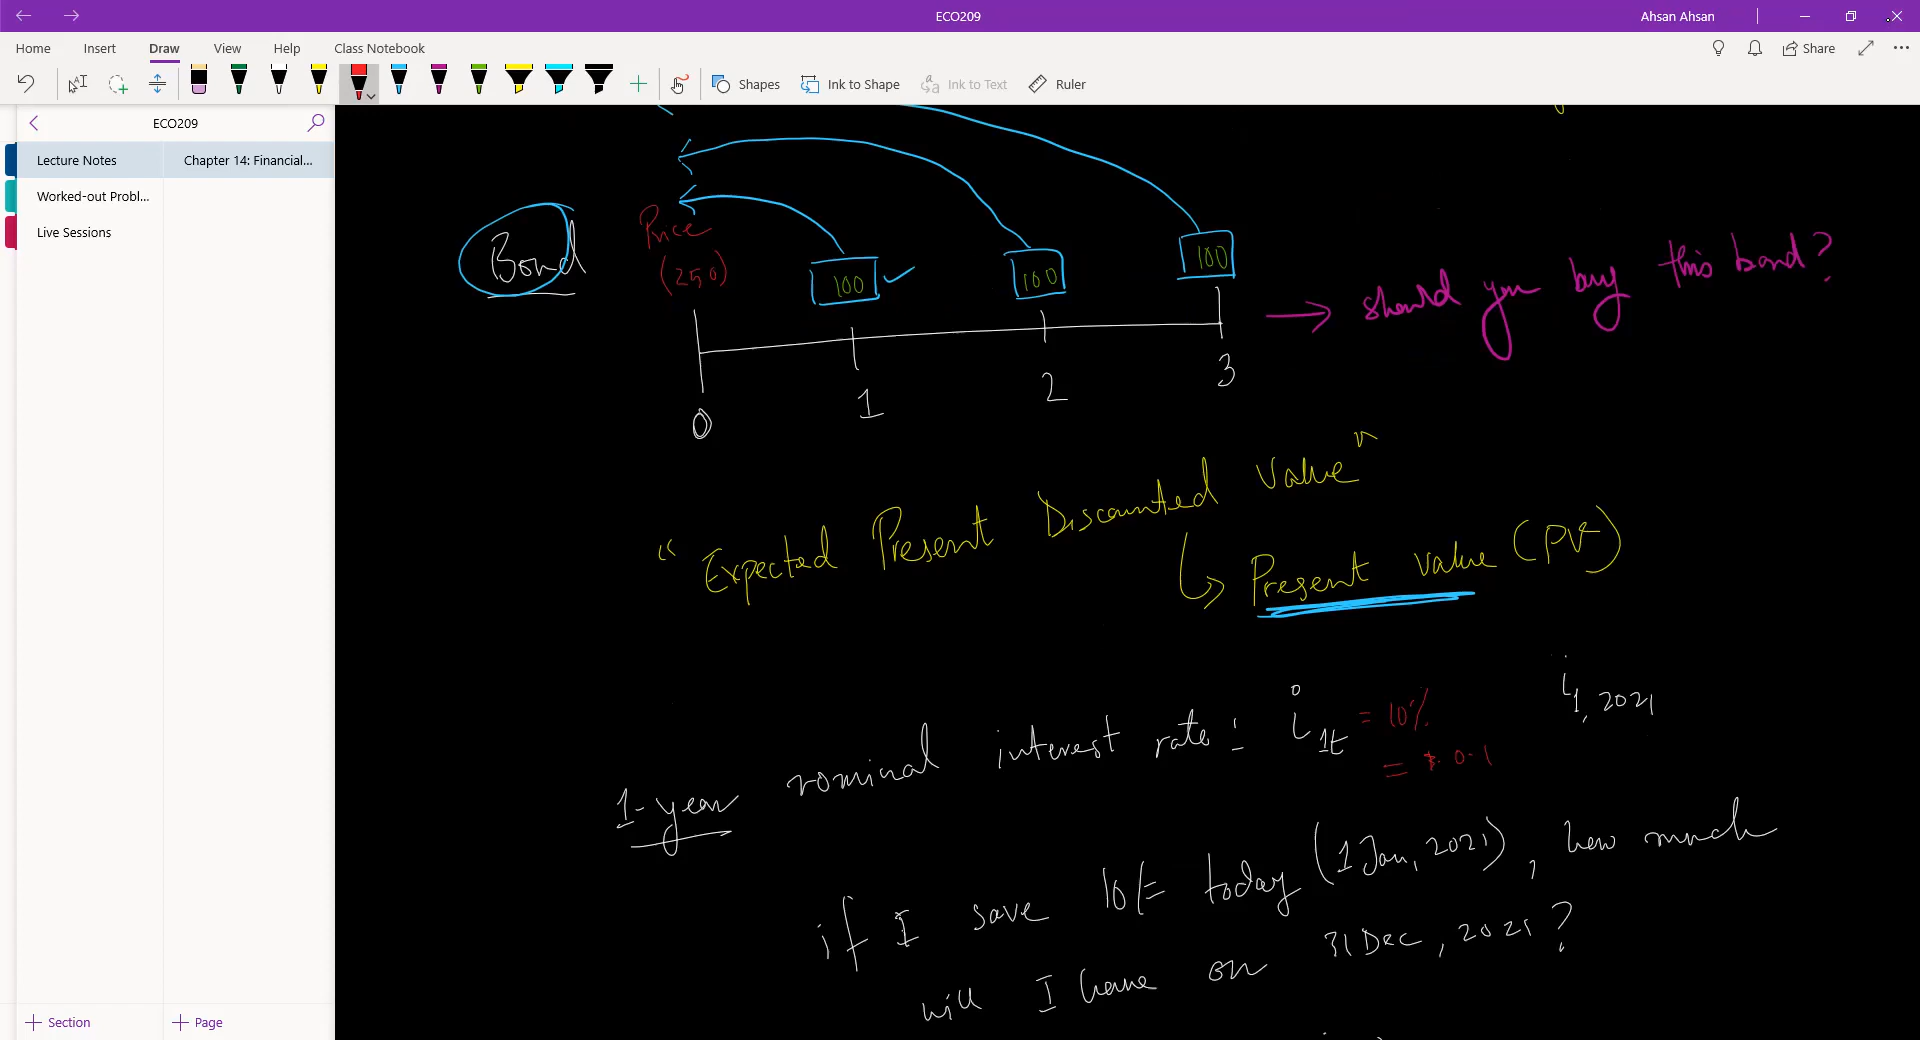 ECO209
Ahsan Ahsan
Home Insert Draw View Help Class Notebook
Share
Shapes Ink to Shape Ink to Text Ruler
ECO209
Lecture Notes
Chapter 14: Financial...
Worked-out Probl...
Live Sessions
Section
Page
Bond
Price
(250)
100 100 100
0 1 2 3
should you buy this bond?
"Expected Present Discounted Value"
Present Value (PV)
1-year nominal interest rate: i1t = 10%
= 0.1
i1, 2021
if I save 10/= today (1 Jan, 2021), how much
will I have on 31 Dec, 2021?